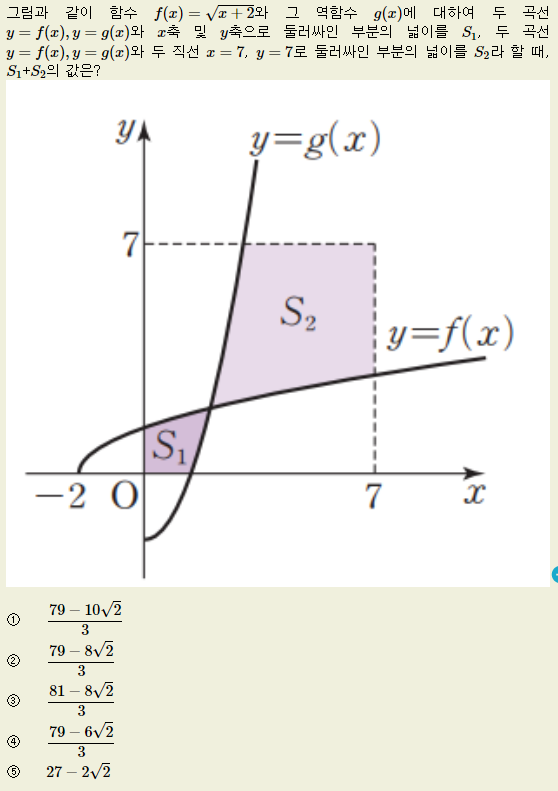 그림과 같이 함수 f(x)=√(x+2)와 그 역함수 g(x)에 대하여 두 곡선
y=f(x), y=g(x)와 x축 및 y축으로 둘러싸인 부분의 넓이를 S₁, 두 곡선
y=f(x), y=g(x)와 두 직선 x=7, y=7로 둘러싸인 부분의 넓이를 S₂라 할 때,
S₁+S₂의 값은?
y
y=g(x)
7
S₂
y=f(x)
S₁
−2 O 7 x
① (79−10√2)/3
② (79−8√2)/3
③ (81−8√2)/3
④ (79−6√2)/3
⑤ 27−2√2